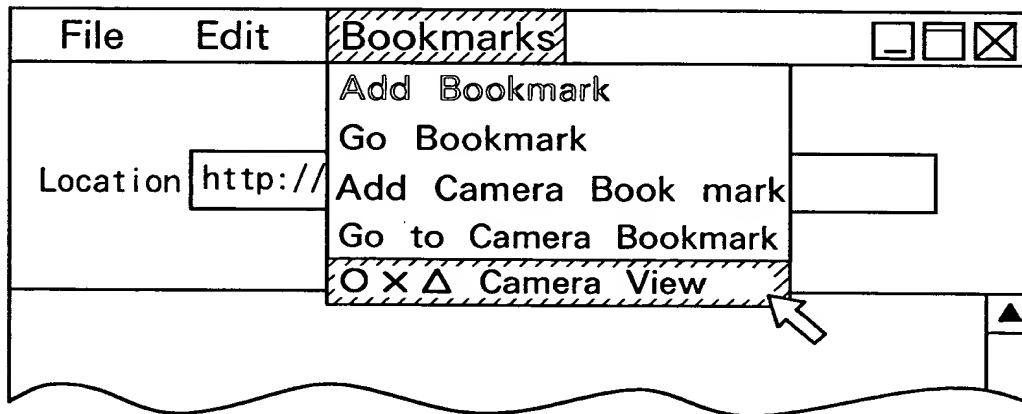 File Edit Bookmarks
Add Bookmark
Go Bookmark
Location http://
Add Camera Book mark
Go to Camera Bookmark
○×△ Camera View